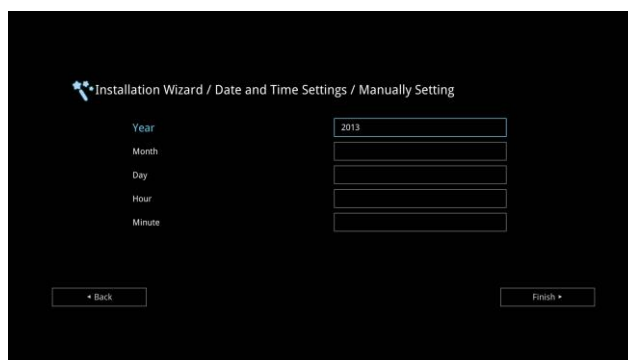 Installation Wizard / Date and Time Settings / Manually Setting
Year 2013
Month
Day
Hour
Minute
◂ Back Finish ▸